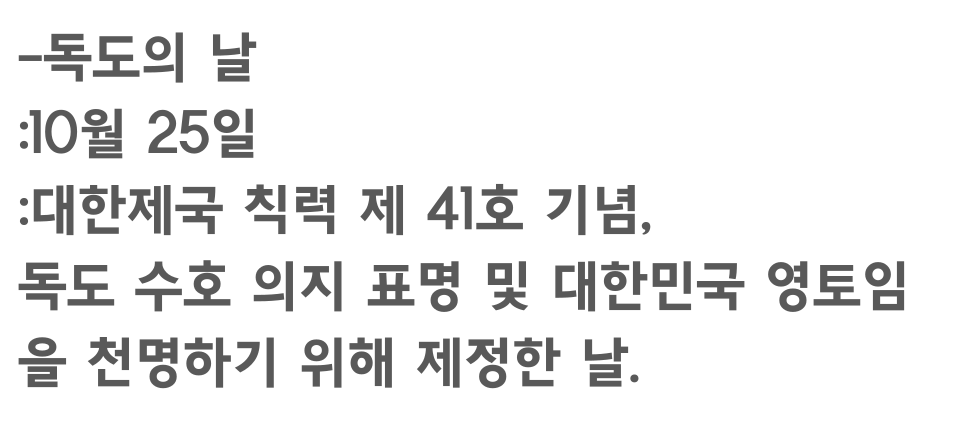 -독도의 날
:10월 25일
:대한제국 칙력 제 41호 기념,
독도 수호 의지 표명 및 대한민국 영토임
을 천명하기 위해 제정한 날.